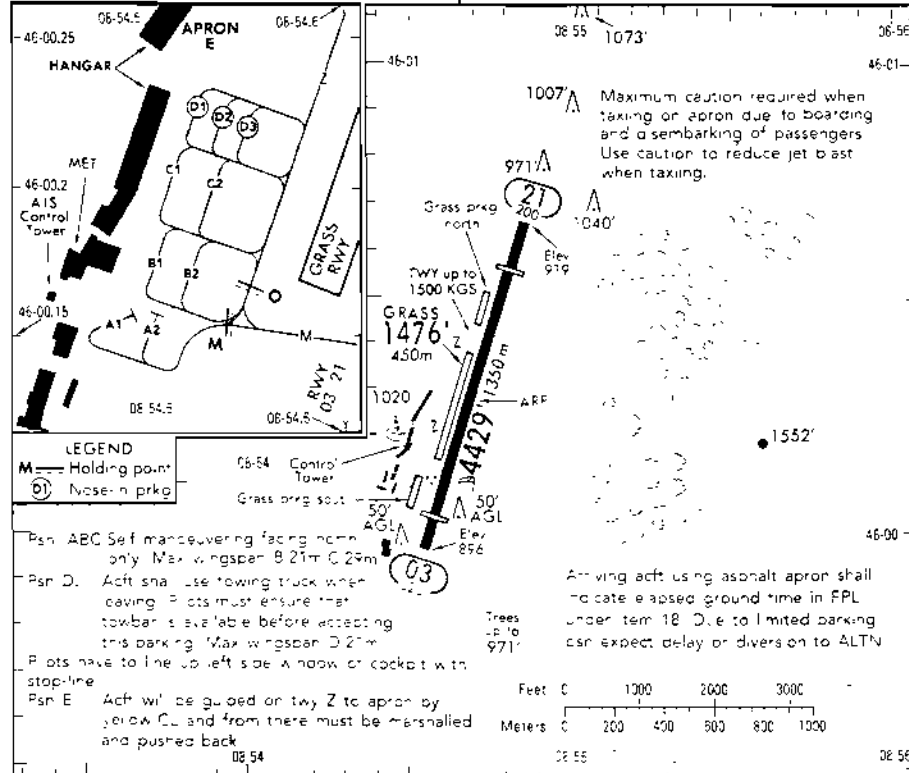 08-54.5
08-54.6
46-00.25
APRON
E
HANGAR
Z
D1
D2
D3
MET
C1
C2
46-00.2
AIS
Control
Tower
GRASS
RWY
B1
B2
O
46-00.15
A1
A2
M
M
RWY
03 21
08-54.5
08-54.5
LEGEND
M Holding point
D1 Nose-in prkg
08-55
08-56
1073'
46-01
46-01
1007'
Maximum caution required when
taxiing on apron due to boarding
and disembarking of passengers
Use caution to reduce jet blast
when taxiing.
971'
21
200
1040'
Grass prkg
north
Elev
919
TWY up to
1500 KGS
GRASS
1476'
450m
Z
1350m
ARP
1020
4429'
Z
1552'
08-54
Control
Tower
Grass prkg sout
50'
AGL
50'
AGL
Elev
896
46-00
03
Psn ABC Self manoeuvering facing north
only. Max wingspan B 21m C 29m
Psn D. Acft shall use towing truck when
leaving. Pilots must ensure that
towbar is available before accepting
this parking. Max wingspan D 21m
Pilots have to line up left side window of cockpit with
stop-line
Psn E Acft will be guided on twy Z to apron by
yellow CL and from there must be marshalled
and pushed back
Trees
up to
971'
Arriving acft using asphalt apron shall
indicate elapsed ground time in FPL
under item 18. Due to limited parking
psn expect delay or diversion to ALTN
Feet 0 1000 2000 3000
Meters 0 200 400 600 800 1000
08-54
08-55
08-56